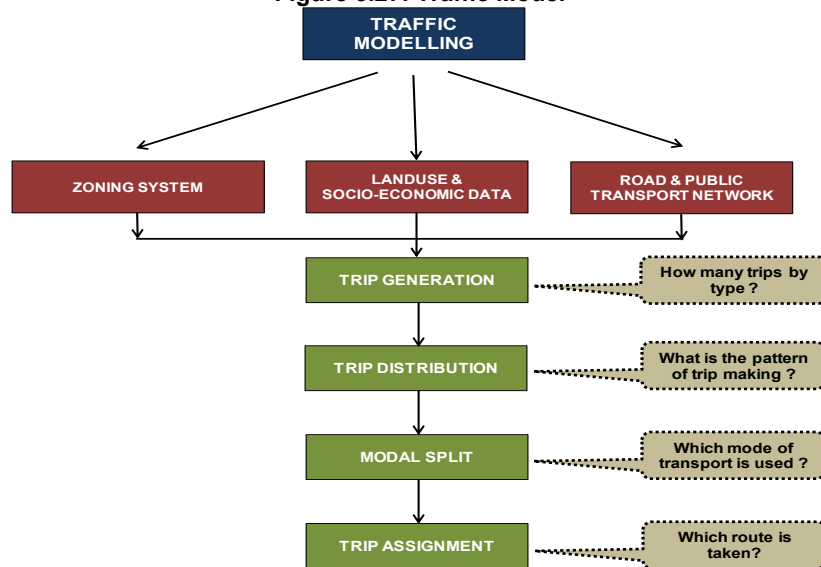 TRAFFIC
MODELLING
ZONING SYSTEM
LANDUSE &
SOCIO-ECONOMIC DATA
ROAD & PUBLIC
TRANSPORT NETWORK
TRIP GENERATION
How many trips by
type ?
TRIP DISTRIBUTION
What is the pattern
of trip making ?
MODAL SPLIT
Which mode of
transport is used ?
TRIP ASSIGNMENT
Which route is
taken?